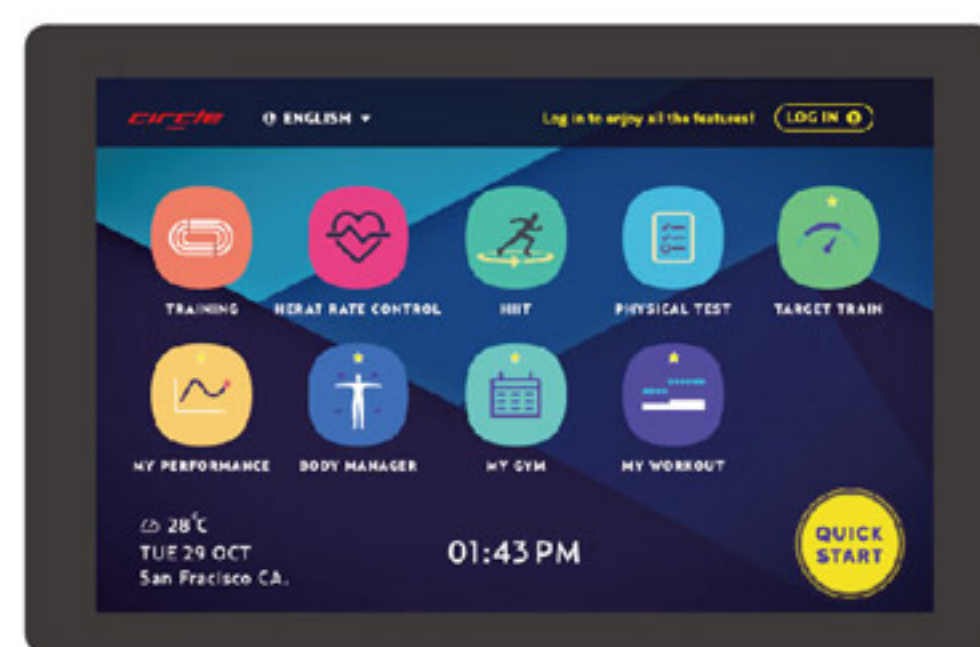 circle
ENGLISH
Log in to enjoy all the features!
LOG IN
TRAINING
HERAT RATE CONTROL
HIIT
PHYSICAL TEST
TARGET TRAIN
MY PERFORMANCE
BODY MANAGER
MY GYM
MY WORKOUT
28°C
TUE 29 OCT
San Fracisco CA.
01:43 PM
QUICK
START